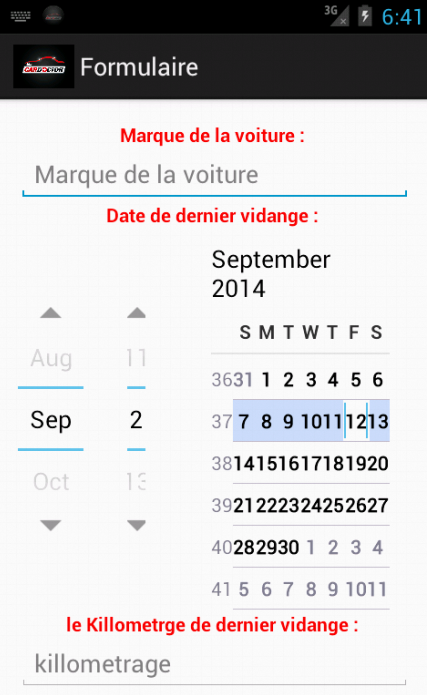 3G 6:41
CARDOCTOR Formulaire
Marque de la voiture :
Marque de la voiture
Date de dernier vidange :
September
2014
S M T W T F S
Aug 11
36 31 1 2 3 4 5 6
Sep 2
37 7 8 9 10 11 12 13
38 14 15 16 17 18 19 20
Oct 13
39 21 22 23 24 25 26 27
40 28 29 30 1 2 3 4
41 5 6 7 8 9 10 11
le Killometrge de dernier vidange :
killometrage